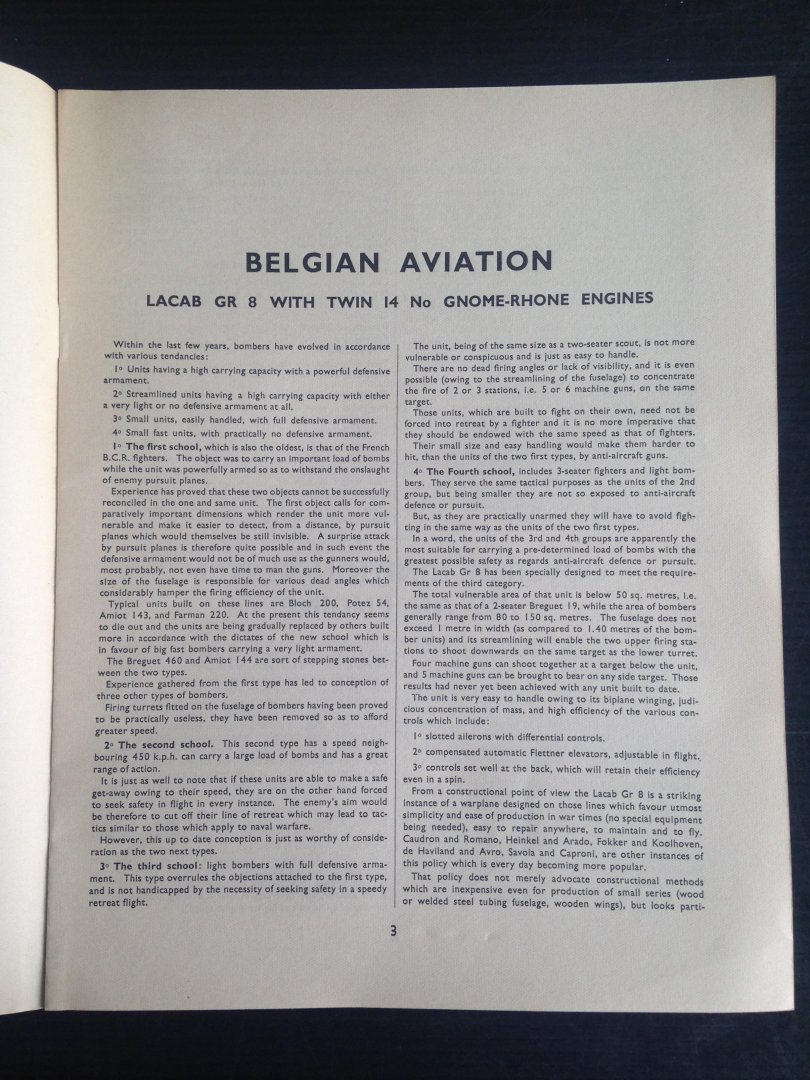 BELGIAN AVIATION
LACAB GR 8 WITH TWIN 14 No GNOME-RHONE ENGINES
Within the last few years, bombers have evolved in accordance
with various tendancies:
1º Units having a high carrying capacity with a powerful defensive
armament.
2º Streamlined units having a high carrying capacity with either
a very light or no defensive armament at all.
3º Small units, easily handled, with full defensive armament.
4º Small fast units, with practically no defensive armament.
1º The first school, which is also the oldest, is that of the French
B.C.R. fighters. The object was to carry an important load of bombs
while the unit was powerfully armed so as to withstand the onslaught
of enemy pursuit planes.
Experience has proved that these two objects cannot be successfully
reconciled in the one and same unit. The first object calls for com-
paratively important dimensions which render the unit more vul-
nerable and make it easier to detect, from a distance, by pursuit
planes which would themselves be still invisible. A surprise attack
by pursuit planes is therefore quite possible and in such event the
defensive armament would not be of much use as the gunners would,
most probably, not even have time to man the guns. Moreover the
size of the fuselage is responsible for various dead angles which
considerably hamper the firing efficiency of the unit.
Typical units built on these lines are Bloch 200, Potez 54,
Amiot 143, and Farman 220. At the present this tendancy seems
to die out and the units are being gradually replaced by others built
more in accordance with the dictates of the new school which is
in favour of big fast bombers carrying a very light armament.
The Breguet 460 and Amiot 144 are sort of stepping stones bet-
ween the two types.
Experience gathered from the first type has led to conception of
three other types of bombers.
Firing turrets fitted on the fuselage of bombers having been proved
to be practically useless, they have been removed so as to afford
greater speed.
2º The second school. This second type has a speed neigh-
bouring 450 k.p.h. can carry a large load of bombs and has a great
range of action.
It is just as well to note that if these units are able to make a safe
get-away owing to their speed, they are on the other hand forced
to seek safety in flight in every instance. The enemy's aim would
be therefore to cut off their line of retreat which may lead to tac-
tics similar to those which apply to naval warfare.
However, this up to date conception is just as worthy of conside-
ration as the two next types.
3º The third school: light bombers with full defensive arma-
ment. This type overrules the objections attached to the first type,
and is not handicapped by the necessity of seeking safety in a speedy
retreat flight.
The unit, being of the same size as a two-seater scout, is not more
vulnerable or conspicuous and is just as easy to handle.
There are no dead firing angles or lack of visibility, and it is even
possible (owing to the streamlining of the fuselage) to concentrate
the fire of 2 or 3 stations, i.e. 5 or 6 machine guns, on the same
target.
Those units, which are built to fight on their own, need not be
forced into retreat by a fighter and it is no more imperative that
they should be endowed with the same speed as that of fighters.
Their small size and easy handling would make them harder to
hit, than the units of the two first types, by anti-aircraft guns.
4º The Fourth school, includes 3-seater fighters and light bom-
bers. They serve the same tactical purposes as the units of the 2nd
group, but being smaller they are not so exposed to anti-aircraft
defence or pursuit.
But, as they are practically unarmed they will have to avoid figh-
ting in the same way as the units of the two first types.
In a word, the units of the 3rd and 4th groups are apparently the
most suitable for carrying a pre-determined load of bombs with the
greatest possible safety as regards anti-aircraft defence or pursuit.
The Lacab Gr 8 has been specially designed to meet the require-
ments of the third category.
The total vulnerable area of that unit is below 50 sq. metres, i.e.
the same as that of a 2-seater Breguet 19, while the area of bombers
generally range from 80 to 150 sq. metres. The fuselage does not
exceed 1 metre in width (as compared to 1.40 metres of the bom-
ber units) and its streamlining will enable the two upper firing sta-
tions to shoot downwards on the same target as the lower turret.
Four machine guns can shoot together at a target below the unit,
and 5 machine guns can be brought to bear on any side target. Those
results had never yet been achieved with any unit built to date.
The unit is very easy to handle owing to its biplane winging, judi-
cious concentration of mass, and high efficiency of the various con-
trols which include:
1º slotted ailerons with differential controls.
2º compensated automatic Flettner elevators, adjustable in flight.
3º controls set well at the back, which will retain their efficiency
even in a spin.
From a constructional point of view the Lacab Gr 8 is a striking
instance of a warplane designed on those lines which favour utmost
simplicity and ease of production in war times (no special equipment
being needed), easy to repair anywhere, to maintain and to fly.
Caudron and Romano, Heinkel and Arado, Fokker and Koolhoven,
de Haviland and Avro, Savoia and Caproni, are other instances of
this policy which is every day becoming more popular.
That policy does not merely advocate constructional methods
which are inexpensive even for production of small series (wood
or welded steel tubing fuselage, wooden wings), but looks parti-
3